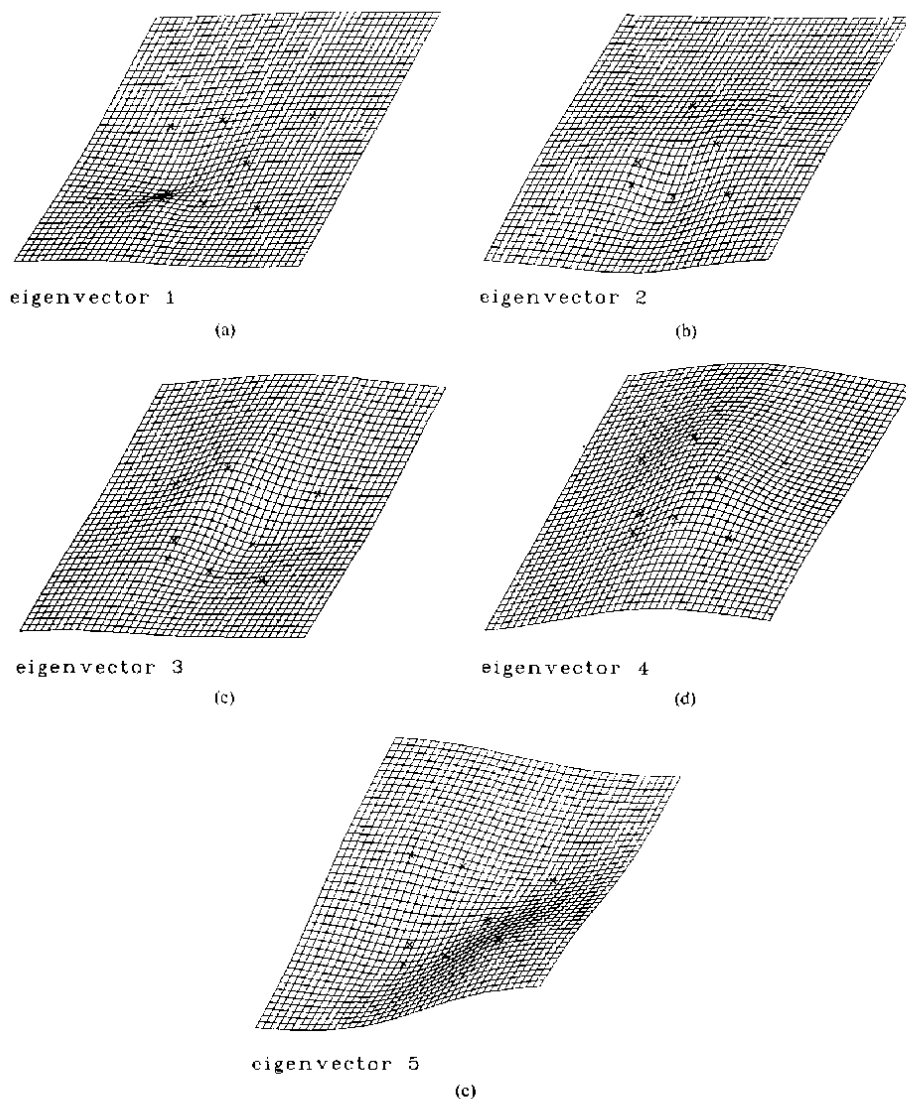 eigenvector 1
(a)
eigenvector 2
(b)
eigenvector 3
(c)
eigenvector 4
(d)
eigenvector 5
(e)